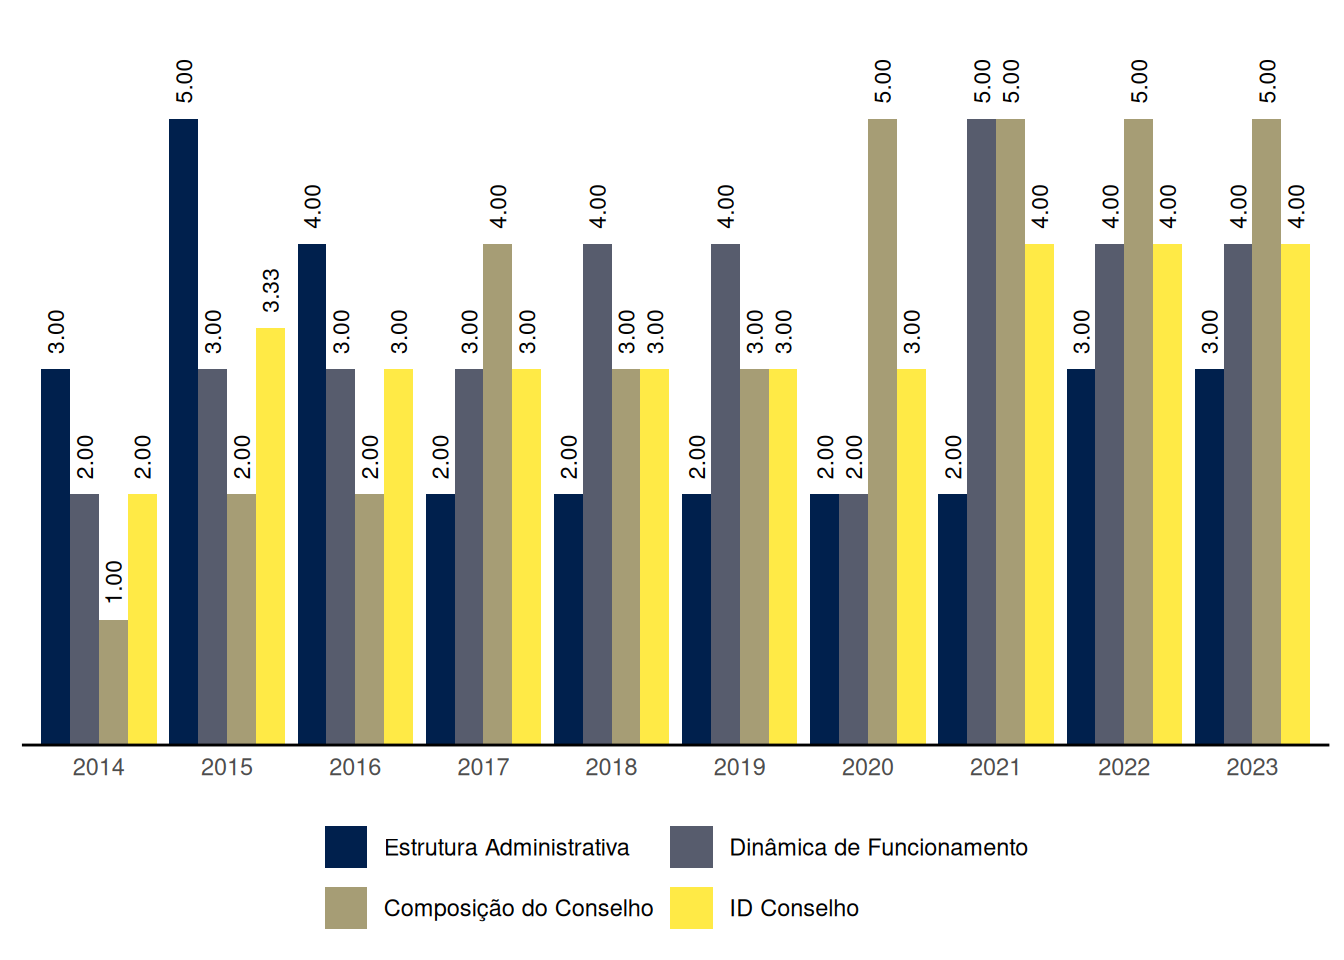 3.00 2.00 1.00 2.00
5.00 3.00 2.00 3.33
4.00 3.00 2.00 3.00
2.00 3.00 4.00 3.00
2.00 4.00 3.00 3.00
2.00 4.00 3.00 3.00
2.00 2.00 5.00 3.00
2.00 5.00 5.00 4.00
3.00 4.00 5.00 4.00
3.00 4.00 5.00 4.00
2014 2015 2016 2017 2018 2019 2020 2021 2022 2023
Estrutura Administrativa Dinâmica de Funcionamento
Composição do Conselho ID Conselho